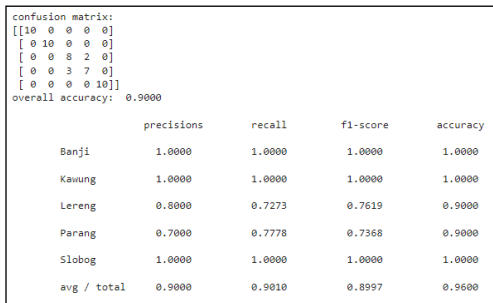 confusion matrix:
[[10 0 0 0 0]
[ 0 10 0 0 0]
[ 0 0 8 2 0]
[ 0 0 3 7 0]
[ 0 0 0 0 10]]
overall accuracy: 0.9000
precisions recall f1-score accuracy
Banji 1.0000 1.0000 1.0000 1.0000
Kawung 1.0000 1.0000 1.0000 1.0000
Lereng 0.8000 0.7273 0.7619 0.9000
Parang 0.7000 0.7778 0.7368 0.9000
Slobog 1.0000 1.0000 1.0000 1.0000
avg / total 0.9000 0.9010 0.8997 0.9600